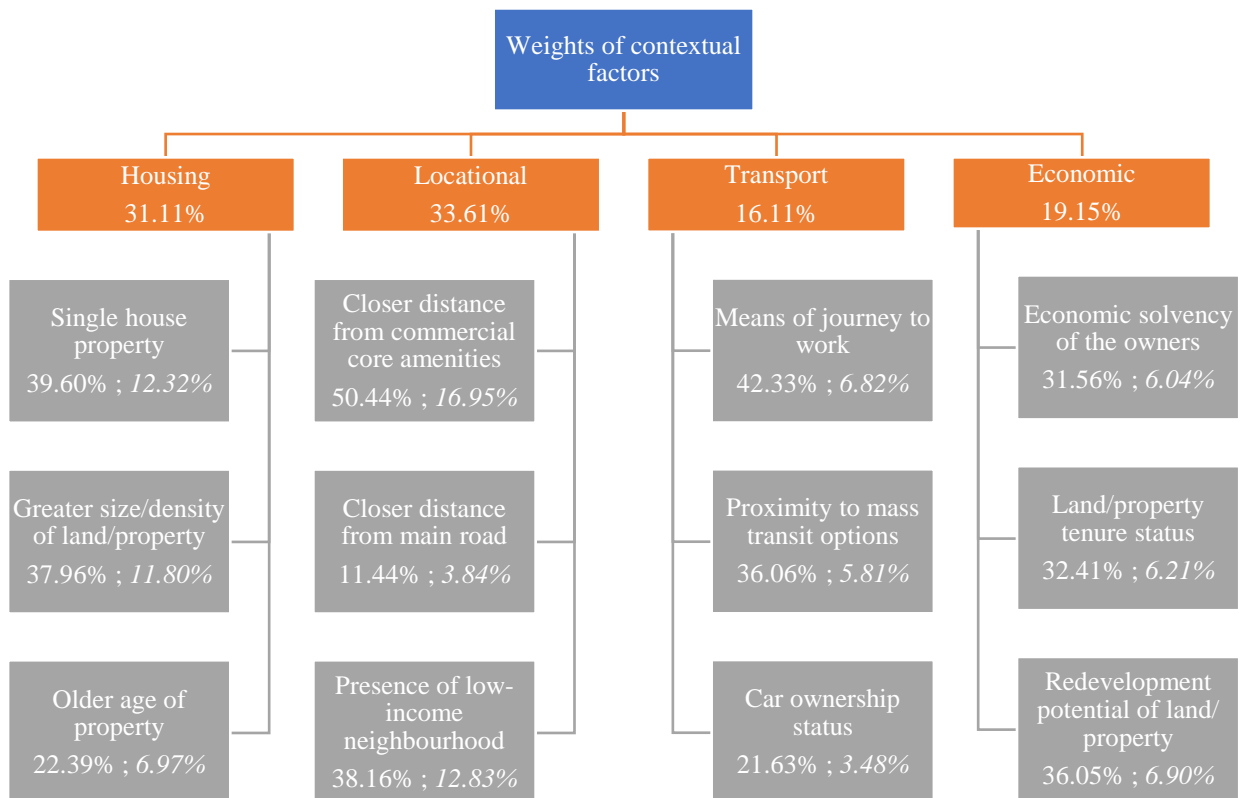 Weights of contextual
factors
Housing
31.11%
Locational
33.61%
Transport
16.11%
Economic
19.15%
Single house
property
39.60% ; 12.32%
Greater size/density
of land/property
37.96% ; 11.80%
Older age of
property
22.39% ; 6.97%
Closer distance
from commercial
core amenities
50.44% ; 16.95%
Closer distance
from main road
11.44% ; 3.84%
Presence of low-
income
neighbourhood
38.16% ; 12.83%
Means of journey to
work
42.33% ; 6.82%
Proximity to mass
transit options
36.06% ; 5.81%
Car ownership
status
21.63% ; 3.48%
Economic solvency
of the owners
31.56% ; 6.04%
Land/property
tenure status
32.41% ; 6.21%
Redevelopment
potential of land/
property
36.05% ; 6.90%